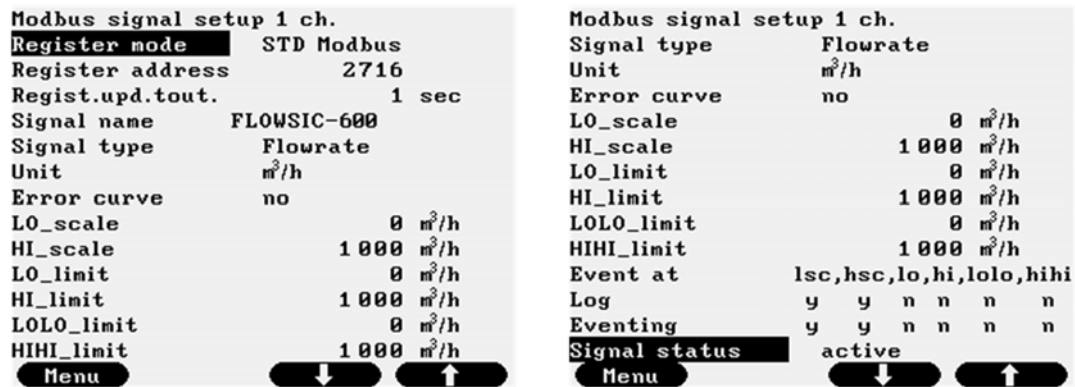 Modbus signal setup 1 ch.
Register mode STD Modbus
Register address 2716
Regist.upd.tout. 1 sec
Signal name FLOWSIC-600
Signal type Flowrate
Unit m³/h
Error curve no
LO_scale 0 m³/h
HI_scale 1000 m³/h
LO_limit 0 m³/h
HI_limit 1000 m³/h
LOLO_limit 0 m³/h
HIHI_limit 1000 m³/h
Menu
Modbus signal setup 1 ch.
Signal type Flowrate
Unit m³/h
Error curve no
LO_scale 0 m³/h
HI_scale 1000 m³/h
LO_limit 0 m³/h
HI_limit 1000 m³/h
LOLO_limit 0 m³/h
HIHI_limit 1000 m³/h
Event at lsc,hsc,lo,hi,lolo,hihi
Log y y n n n n
Eventing y y n n n n
Signal status active
Menu